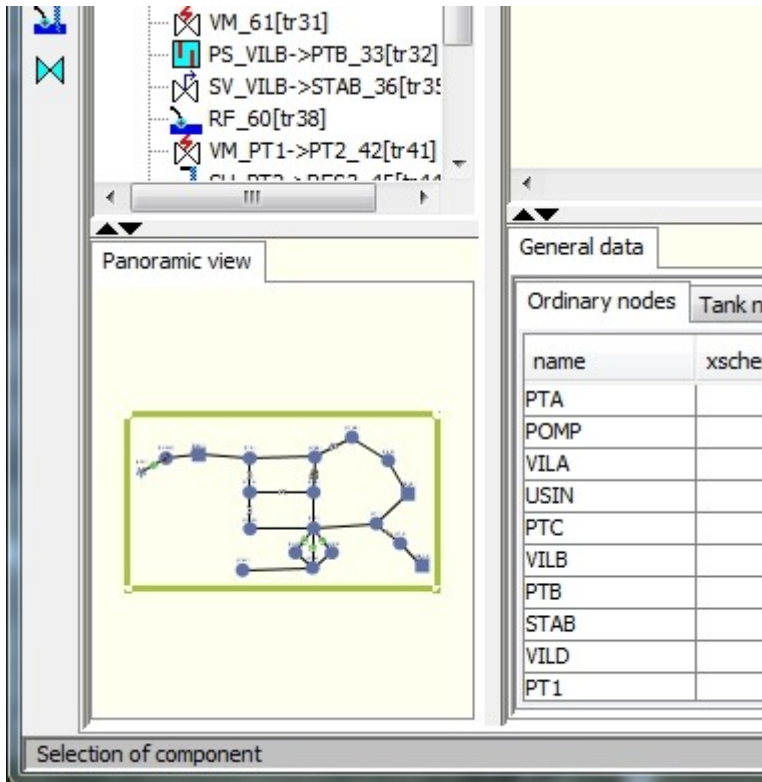 VM_61[tr31]
PS_VILB->PTB_33[tr32]
SV_VILB->STAB_36[tr35
RF_60[tr38]
VM_PT1->PT2_42[tr41]
Panoramic view
General data
Ordinary nodes Tank n
name xsche
PTA
POMP
VILA
USIN
PTC
VILB
PTB
STAB
VILD
PT1
Selection of component